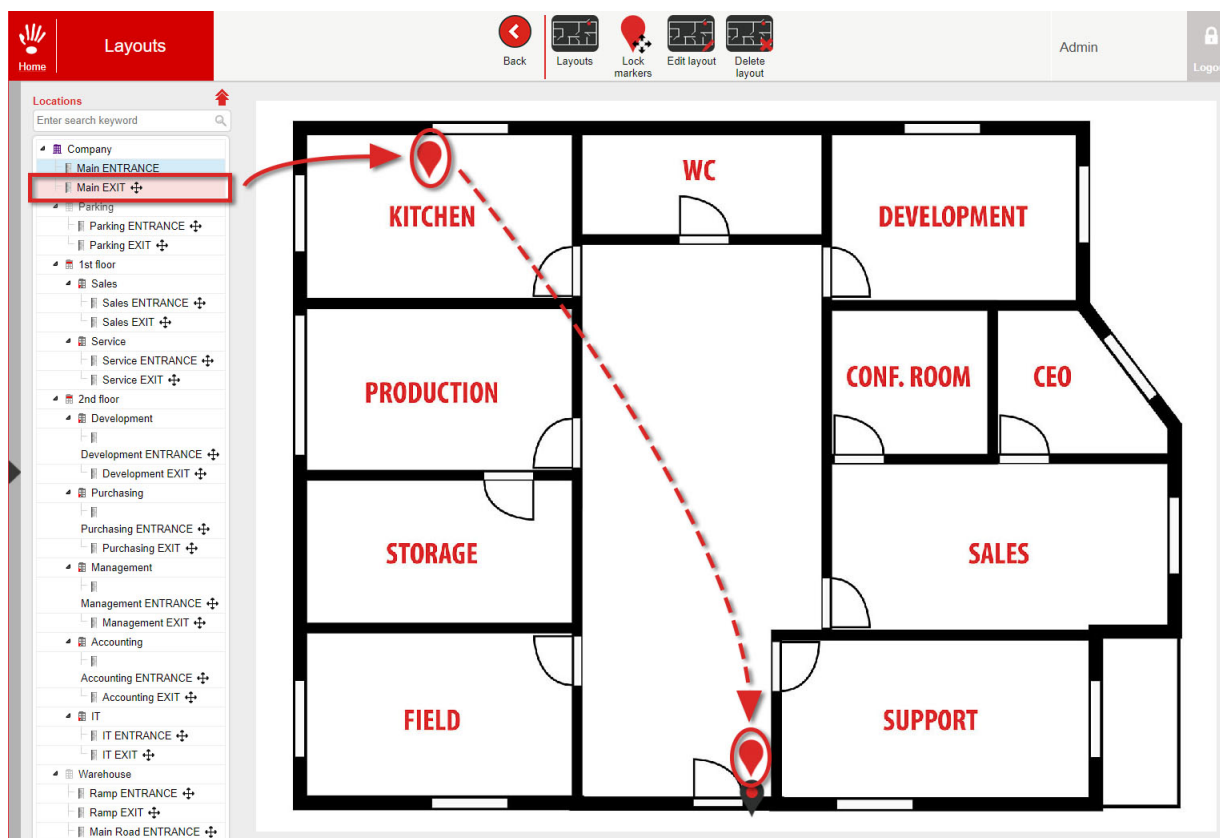 Home
Layouts
Back
Layouts
Lock
markers
Edit layout
Delete
layout
Admin
Logo
Locations
Enter search keyword
Company
Main ENTRANCE
Main EXIT
Parking
Parking ENTRANCE
Parking EXIT
1st floor
Sales
Sales ENTRANCE
Sales EXIT
Service
Service ENTRANCE
Service EXIT
2nd floor
Development
Development ENTRANCE
Development EXIT
Purchasing
Purchasing ENTRANCE
Purchasing EXIT
Management
Management ENTRANCE
Management EXIT
Accounting
Accounting ENTRANCE
Accounting EXIT
IT
IT ENTRANCE
IT EXIT
Warehouse
Ramp ENTRANCE
Ramp EXIT
Main Road ENTRANCE
WC
KITCHEN
DEVELOPMENT
PRODUCTION
CONF. ROOM
CEO
STORAGE
SALES
FIELD
SUPPORT